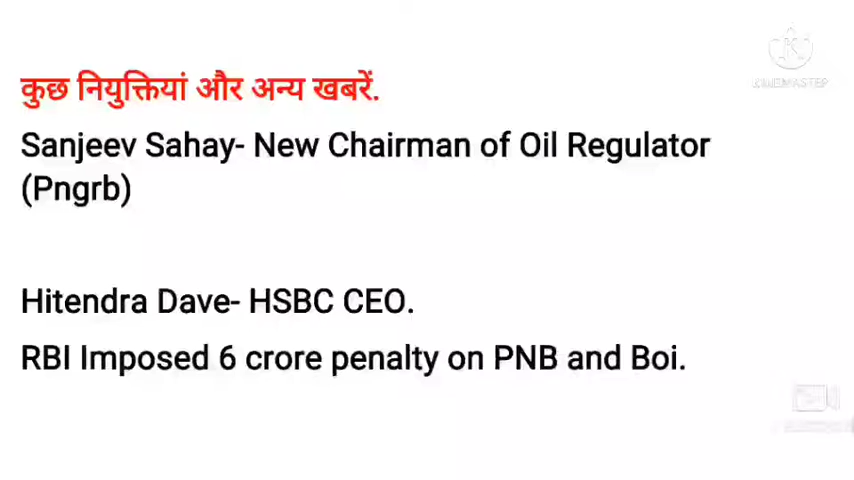 KINEMASTER
कुछ नियुक्तियां और अन्य खबरें.
Sanjeev Sahay- New Chairman of Oil Regulator
(Pngrb)
Hitendra Dave- HSBC CEO.
RBI Imposed 6 crore penalty on PNB and Boi.